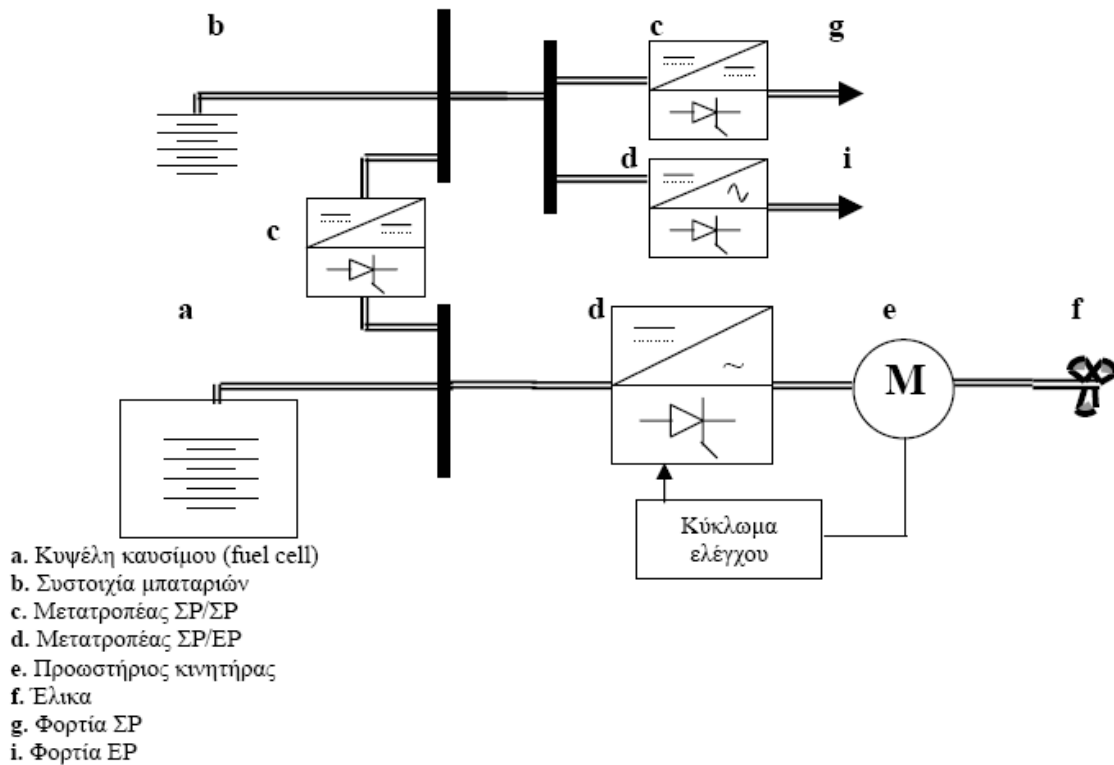 b
c
g
d
i
c
a
d
e
f
M
~
Κύκλωμα
ελέγχου
a. Κυψέλη καυσίμου (fuel cell)
b. Συστοιχία μπαταριών
c. Μετατροπέας ΣΡ/ΣΡ
d. Μετατροπέας ΣΡ/ΕΡ
e. Προωστήριος κινητήρας
f. Έλικα
g. Φορτία ΣΡ
i. Φορτία ΕΡ